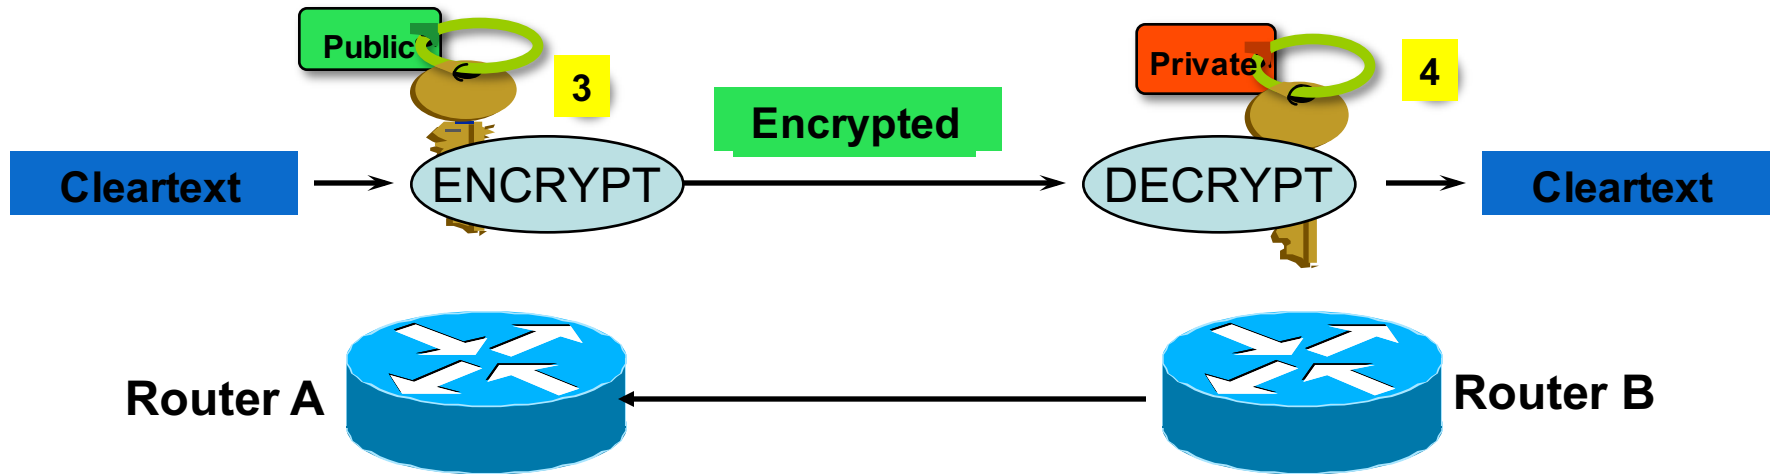 Public
3
Private
4
Encrypted
Cleartext
ENCRYPT
DECRYPT
Cleartext
Router A
Router B